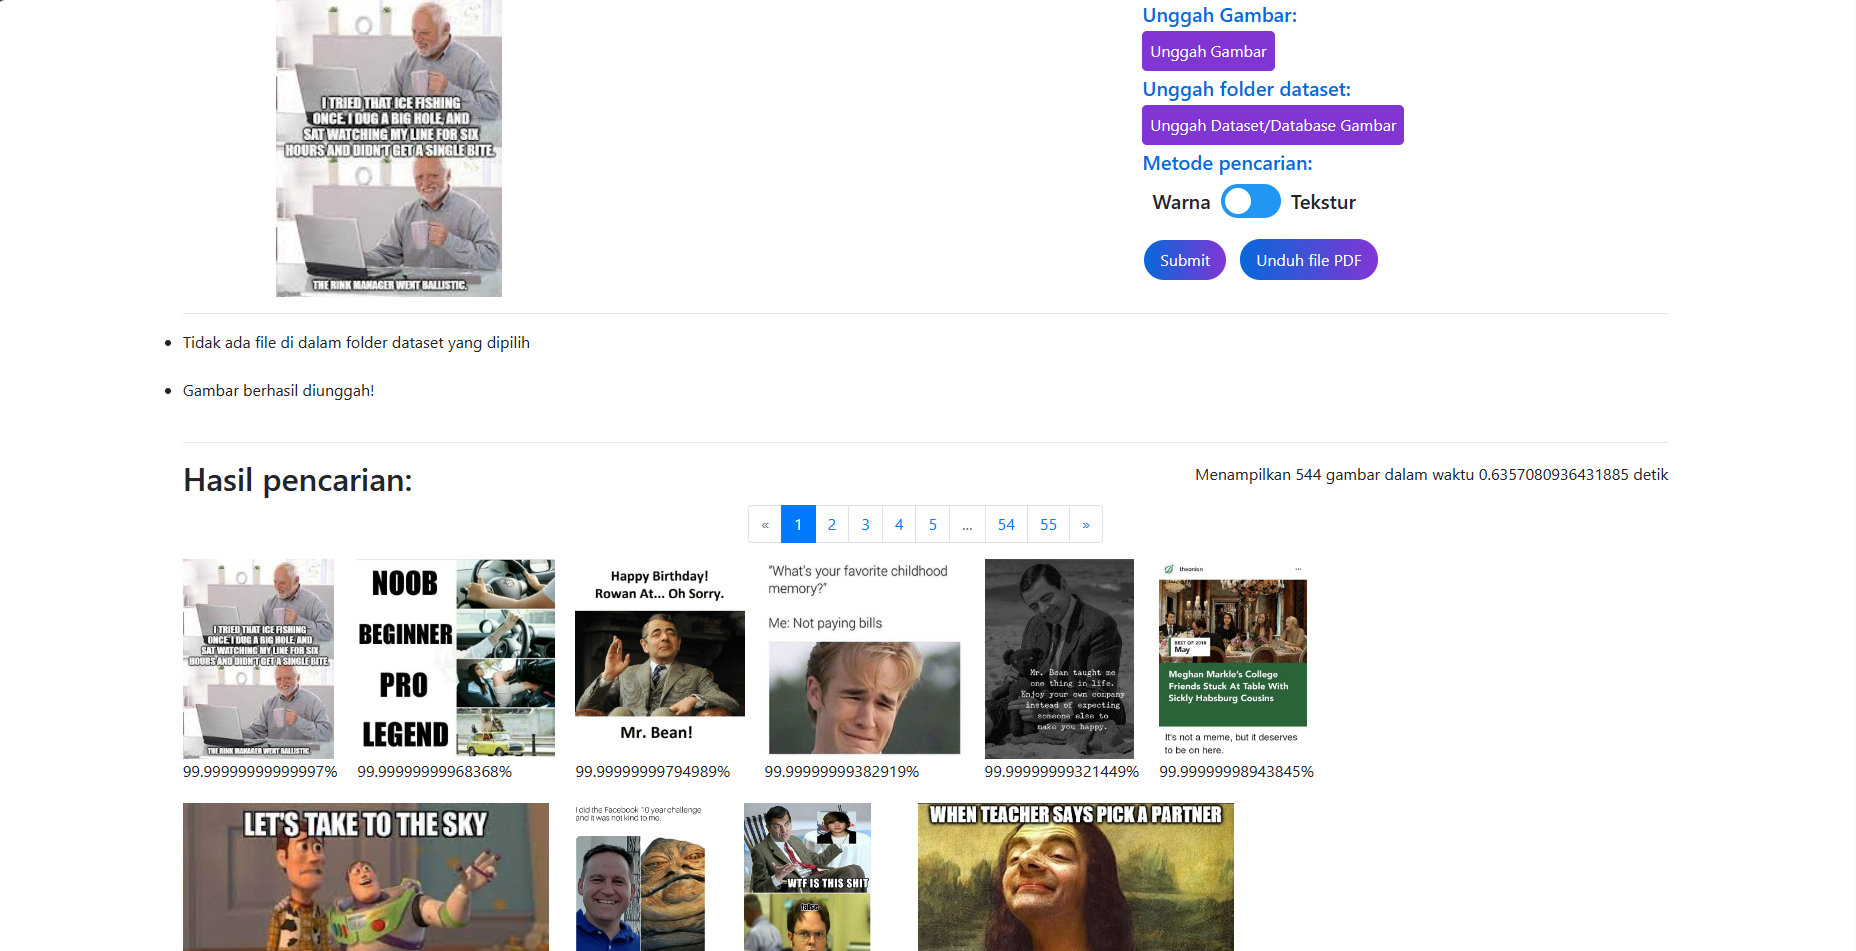 I TRIED THAT ICE FISHING
ONCE. I DUG A BIG HOLE, AND
SAT WATCHING MY LINE FOR SIX
HOURS AND DIDN'T GET A SINGLE BITE.
THE RINK MANAGER WENT BALLISTIC.
Unggah Gambar:
Unggah Gambar
Unggah folder dataset:
Unggah Dataset/Database Gambar
Metode pencarian:
Warna Tekstur
Submit Unduh file PDF
Tidak ada file di dalam folder dataset yang dipilih
Gambar berhasil diunggah!
Hasil pencarian:
Menampilkan 544 gambar dalam waktu 0.6357080936431885 detik
« 1 2 3 4 5 ... 54 55 »
I TRIED THAT ICE FISHING
ONCE. I DUG A BIG HOLE, AND
SAT WATCHING MY LINE FOR SIX
HOURS AND DIDN'T GET A SINGLE BITE.
THE RINK MANAGER WENT BALLISTIC.
99.99999999999997%
NOOB
BEGINNER
PRO
LEGEND
99.99999999968368%
Happy Birthday!
Rowan At... Oh Sorry.
Mr. Bean!
99.99999999794989%
"What's your favorite childhood
memory?"
Me: Not paying bills
99.99999999382919%
Mr. Bean taught me
one thing in life.
Enjoy your own company
instead of expecting
someone else to
make you happy.
99.99999999321449%
theonion ...
BEST OF 2018
May
Meghan Markle's College
Friends Stuck At Table With
Sickly Habsburg Cousins
It's not a meme, but it deserves
to be on here.
99.99999998943845%
LET'S TAKE TO THE SKY
I did the Facebook 10 year challenge
and it was not kind to me.
WTF IS THIS SHIT
false
WHEN TEACHER SAYS PICK A PARTNER